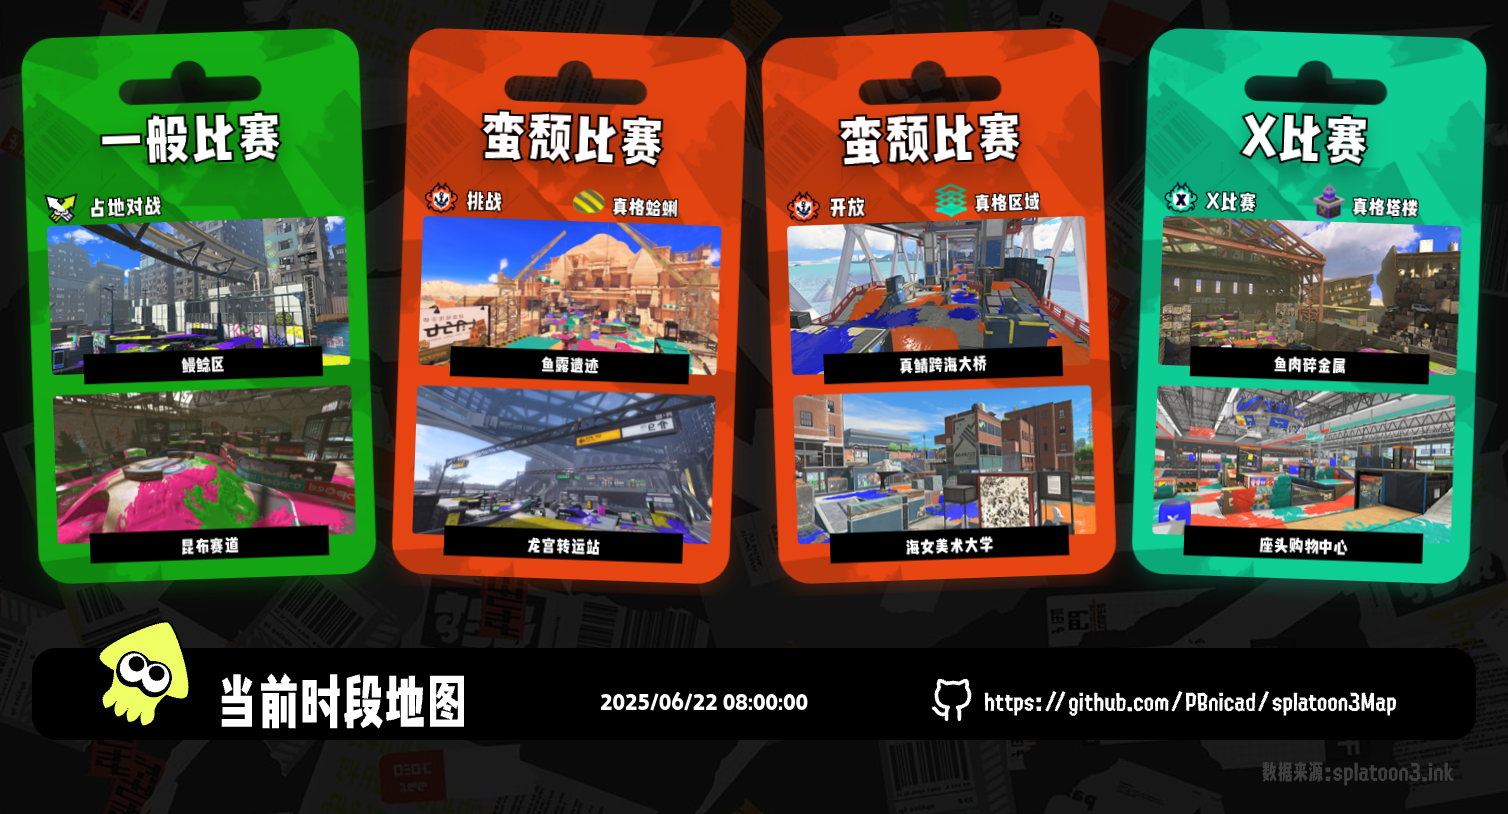 一般比赛
占地对战
鳗鲶区
昆布赛道
蛮颓比赛
挑战
真格蛤蜊
鱼露遗迹
龙宫转运站
蛮颓比赛
开放
真格区域
真鲭跨海大桥
海女美术大学
X比赛
X比赛
真格塔楼
鱼肉碎金属
座头购物中心
当前时段地图
2025/06/22 08:00:00
https://github.com/PBnicad/splatoon3Map
数据来源:splatoon3.ink